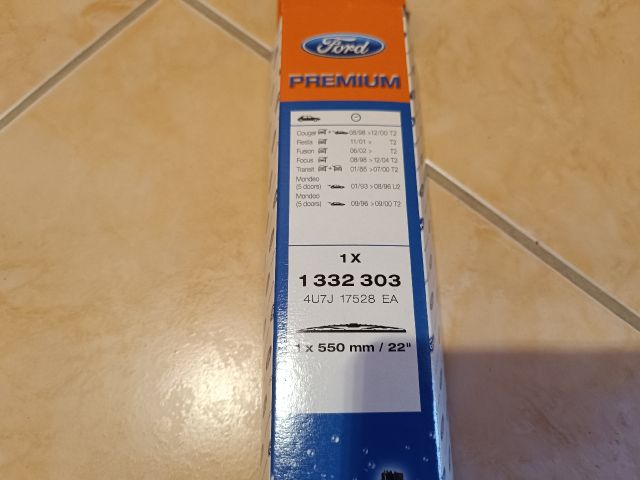 Ford
PREMIUM
Cougar + 08/98 >12/00 T2
Fiesta 11/01 > T2
Fusion 06/02 > T2
Focus 08/98 > 12/04 T2
Transit + 01/85 >07/00 T2
Mondeo
(5 doors) 01/93 >08/96 U2
Mondeo
(5 doors) 09/96 >09/00 T2
1 X
1 332 303
4U7J 17528 EA
1 x 550 mm / 22"